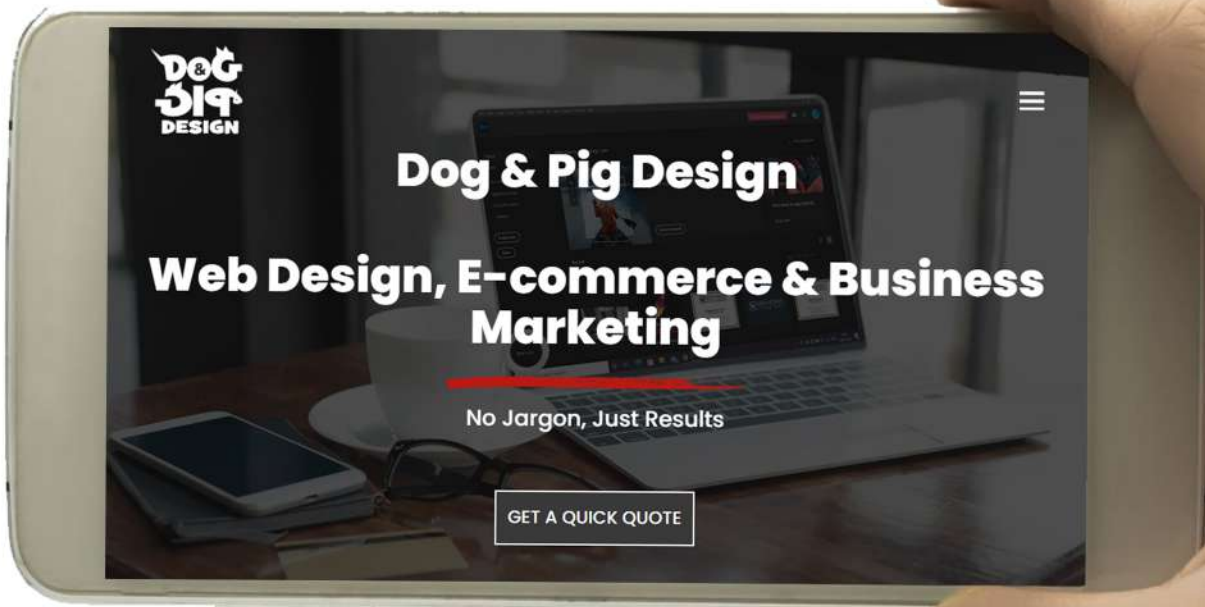 DOG
&
PIG
DESIGN
Dog & Pig Design
Web Design, E-commerce & Business
Marketing
No Jargon, Just Results
GET A QUICK QUOTE